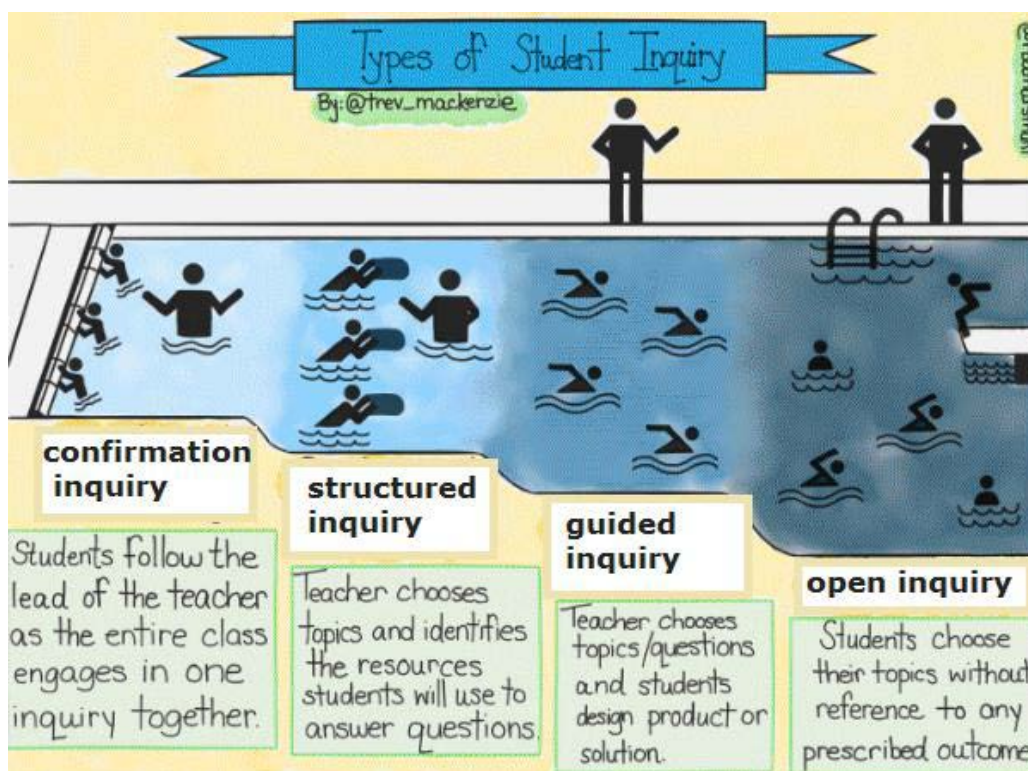 Types of Student Inquiry
By: @trev_mackenzie
confirmation
inquiry
Students follow the
lead of the teacher
as the entire class
engages in one
inquiry together.
structured
inquiry
Teacher chooses
topics and identifies
the resources
students will use to
answer questions.
guided
inquiry
Teacher chooses
topics/questions
and students
design product or
solution.
open inquiry
Students choose
their topics without
reference to any
prescribed outcome